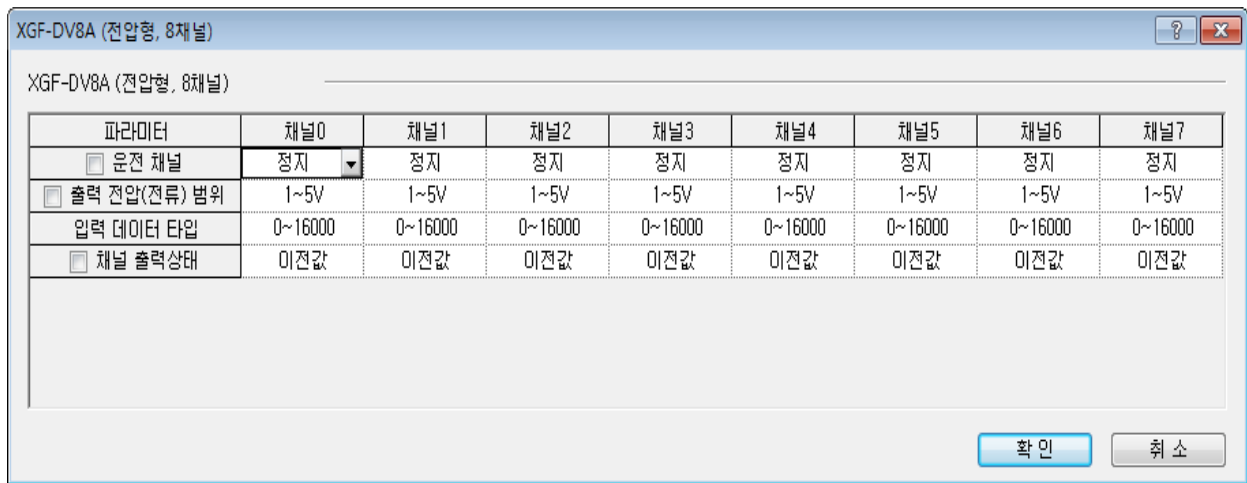 XGF-DV8A (전압형, 8채널)
XGF-DV8A (전압형, 8채널)
파라미터 채널0 채널1 채널2 채널3 채널4 채널5 채널6 채널7
운전 채널 정지 정지 정지 정지 정지 정지 정지 정지
출력 전압(전류) 범위 1~5V 1~5V 1~5V 1~5V 1~5V 1~5V 1~5V 1~5V
입력 데이터 타입 0~16000 0~16000 0~16000 0~16000 0~16000 0~16000 0~16000 0~16000
채널 출력상태 이전값 이전값 이전값 이전값 이전값 이전값 이전값 이전값
확인 취소